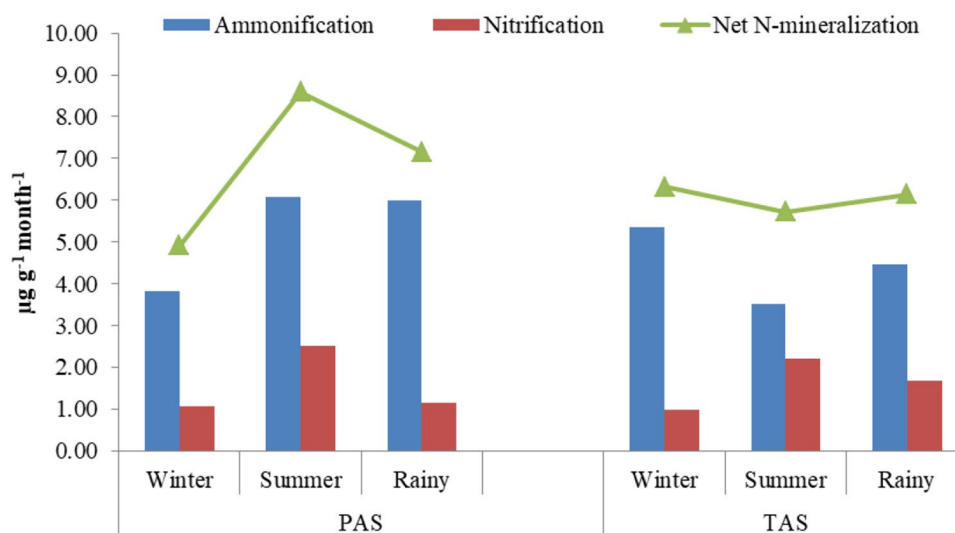 Ammonification Nitrification Net N-mineralization
10.00
9.00
8.00
7.00
6.00
5.00
4.00
3.00
2.00
1.00
0.00
µg g⁻¹ month⁻¹
Winter Summer Rainy Winter Summer Rainy
PAS TAS